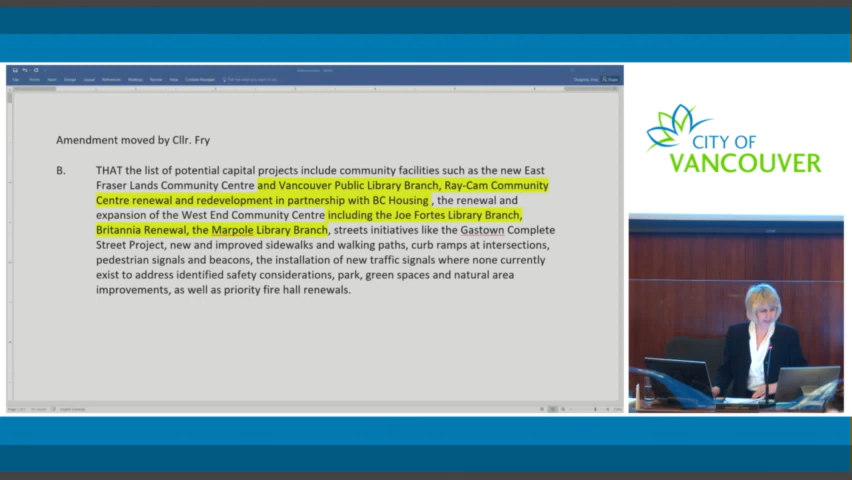 Amendment moved by Cllr. Fry
B. THAT the list of potential capital projects include community facilities such as the new East
Fraser Lands Community Centre and Vancouver Public Library Branch, Ray-Cam Community
Centre renewal and redevelopment in partnership with BC Housing , the renewal and
expansion of the West End Community Centre including the Joe Fortes Library Branch,
Britannia Renewal, the Marpole Library Branch, streets initiatives like the Gastown Complete
Street Project, new and improved sidewalks and walking paths, curb ramps at intersections,
pedestrian signals and beacons, the installation of new traffic signals where none currently
exist to address identified safety considerations, park, green spaces and natural area
improvements, as well as priority fire hall renewals.
CITY OF
VANCOUVER